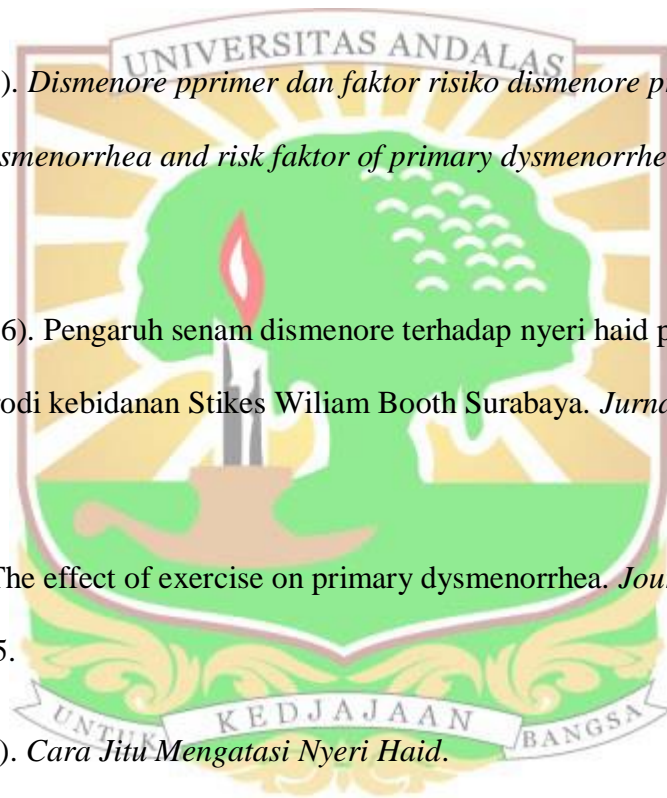 UNIVERSITAS ANDALAS
). Dismenore pprimer dan faktor risiko dismenore p
smenorrhea and risk faktor of primary dysmenorrhe
6). Pengaruh senam dismenore terhadap nyeri haid p
rodi kebidanan Stikes Wiliam Booth Surabaya. Jurna
The effect of exercise on primary dysmenorrhea. Jou
5.
UNTUK KEDJAJAAN BANGSA
). Cara Jitu Mengatasi Nyeri Haid.